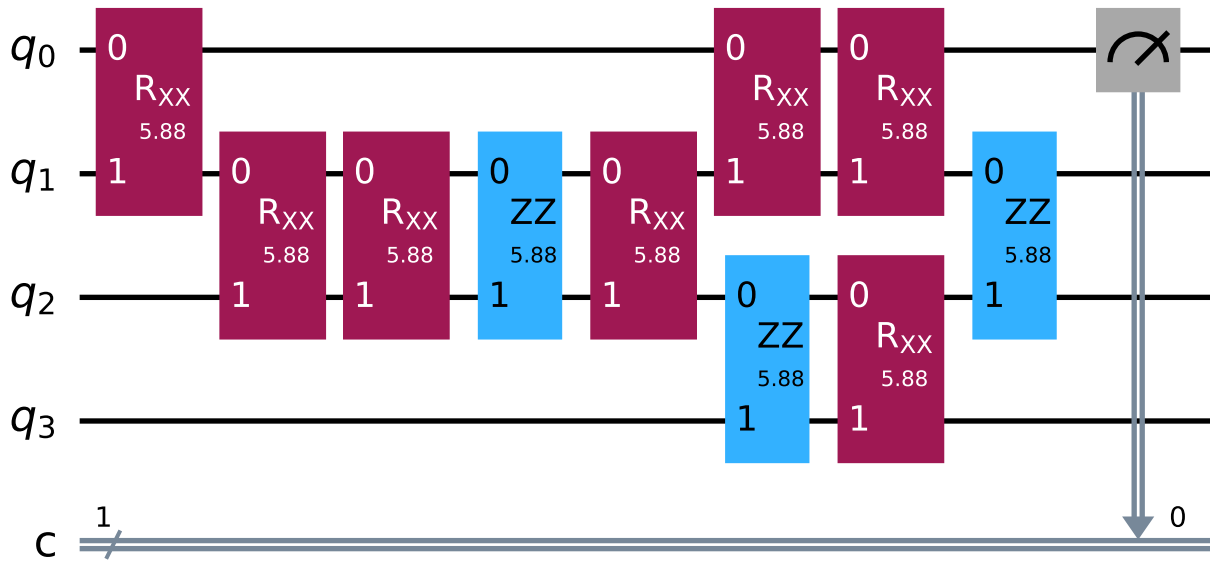 q0 0 0 0
RXX RXX RXX
5.88 5.88 5.88
q1 1 0 0 0 0 1 1 0
RXX RXX ZZ RXX ZZ
5.88 5.88 5.88 5.88 5.88
q2 1 1 1 1 0 0 1
ZZ RXX
5.88 5.88
q3 1 1
1 0
c